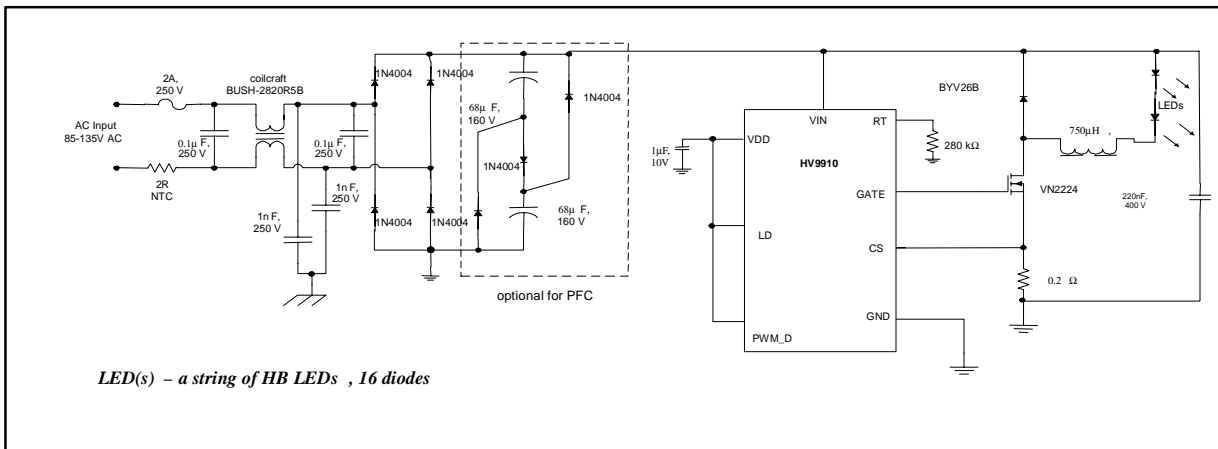 2A,
250 V
AC Input
85-135V AC
2R
NTC
0.1µ F,
250 V
coilcraft
BUSH-2820R5B
0.1µ F,
250 V
1n F,
250 V
1n F,
250 V
1N4004
1N4004
1N4004
1N4004
68µ F,
160 V
1N4004
1N4004
68µ F,
160 V
optional for PFC
1µF,
10V
VDD
VIN
RT
HV9910
GATE
LD
CS
GND
PWM_D
280 kΩ
BYV26B
750µH ,
LEDs
VN2224
220nF,
400 V
0.2 Ω
LED(s) – a string of HB LEDs , 16 diodes